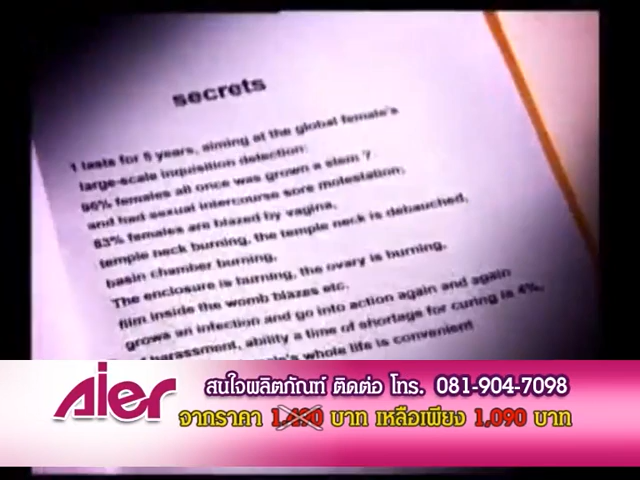 secrets
1 lasts for 5 years, aiming at the global female's
large-scale inquisition detection:
96% females all once was grown a stem ?
and had sexual intercourse sore molestation;
83% females are blazed by vagina,
temple neck burning, the temple neck is debauched,
basin chamber burning,
The enclosure is burning, the ovary is burning,
film inside the womb blazes etc.
grows an infection and go into action again and again
harassment, ability a time of shortage for curing is 4%,
whole life is convenient
Aier
สนใจผลิตภัณฑ์ ติดต่อ โทร. 081-904-7098
จากราคา 1,490 บาท เหลือเพียง 1,090 บาท